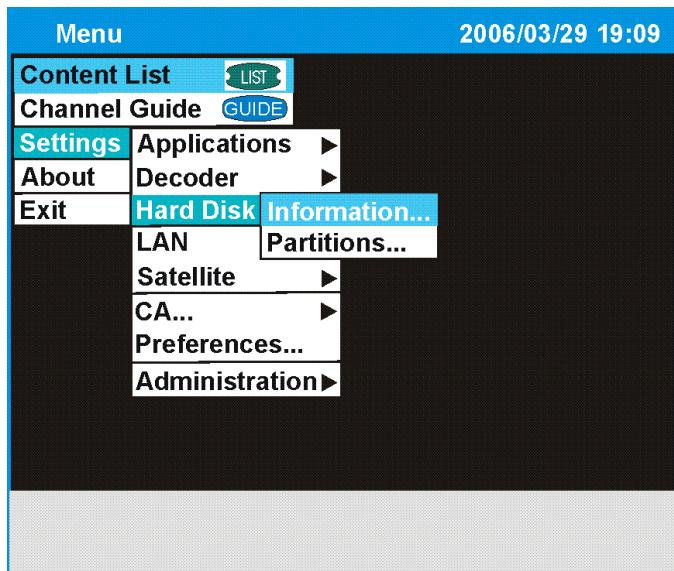 Menu 2006/03/29 19:09
Content List LIST
Channel Guide GUIDE
Settings Applications ▶
About Decoder ▶
Exit Hard Disk Information...
LAN Partitions...
Satellite ▶
CA... ▶
Preferences...
Administration ▶